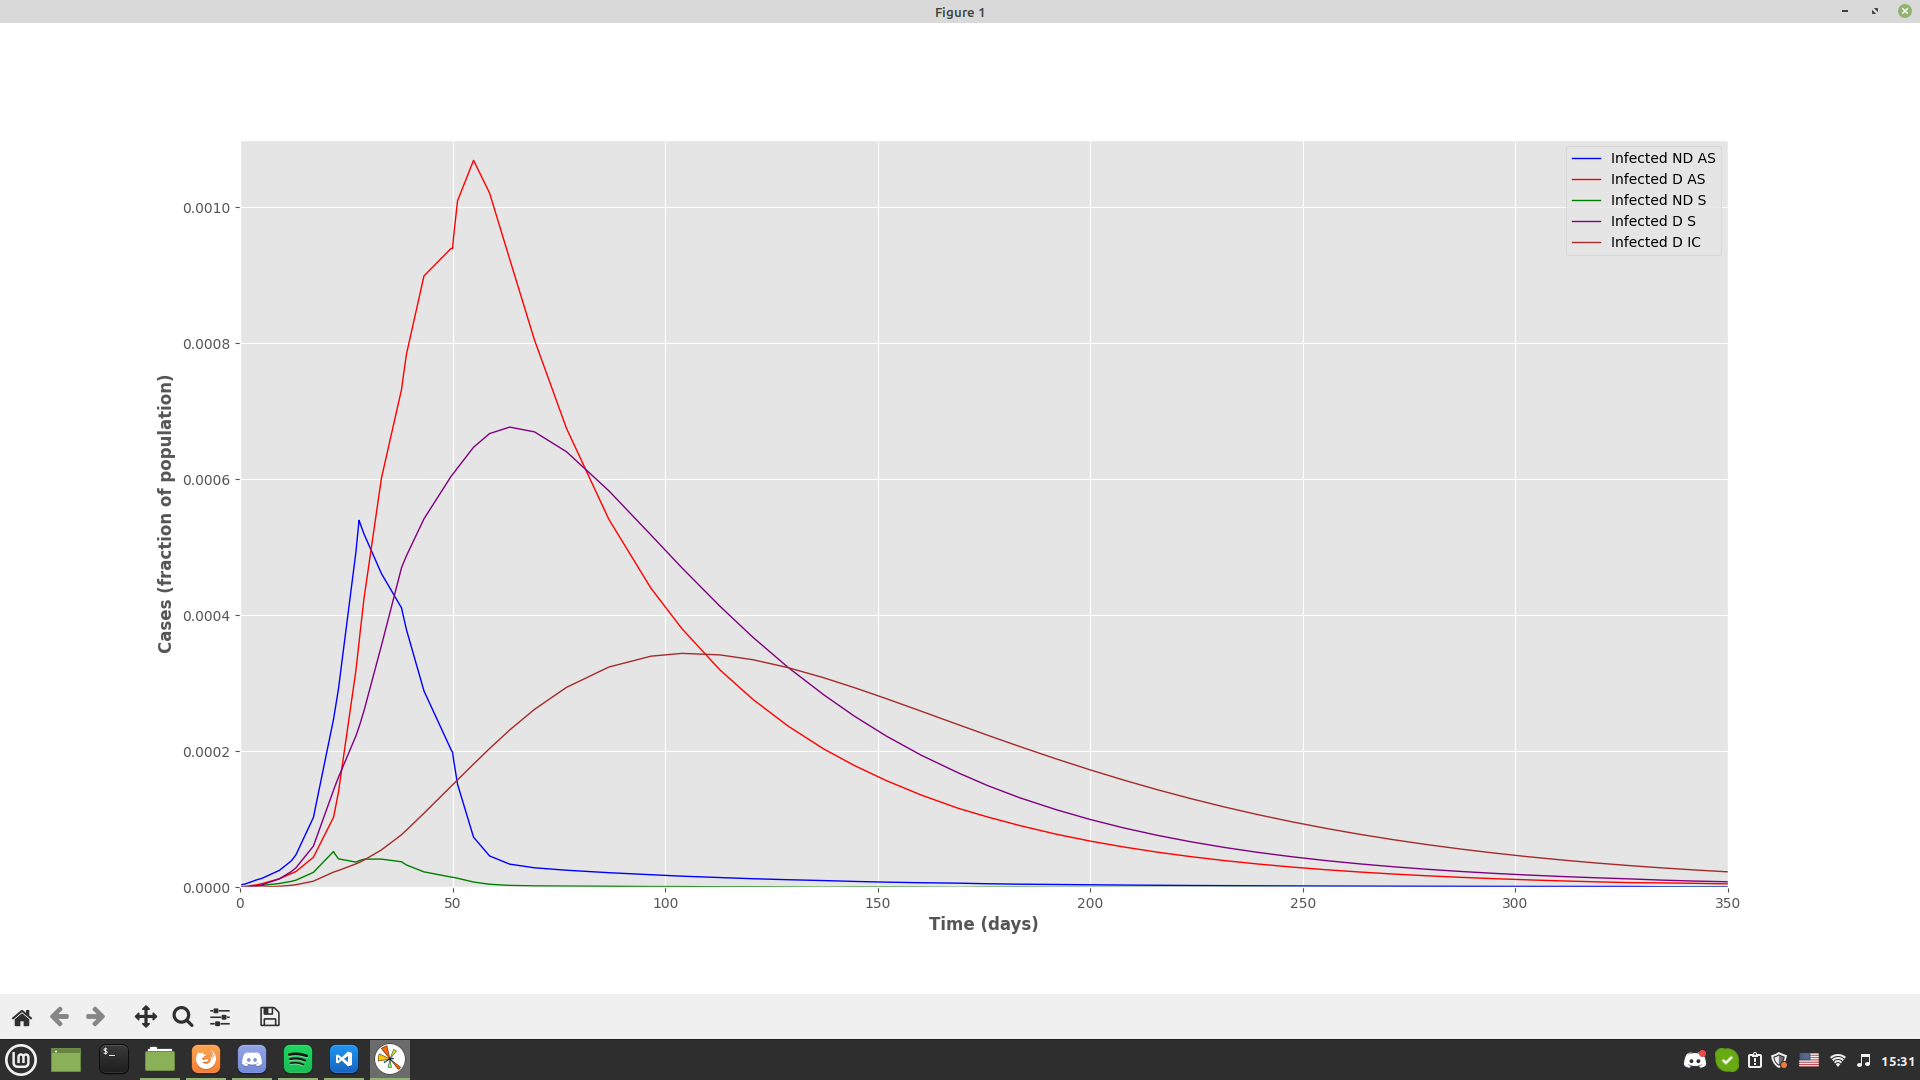 Figure 1
Infected ND AS
Infected D AS
Infected ND S
Infected D S
Infected D IC
0.0010
0.0008
0.0006
0.0004
0.0002
0.0000
Cases (fraction of population)
0 50 100 150 200 250 300 350
Time (days)
$_
15:31